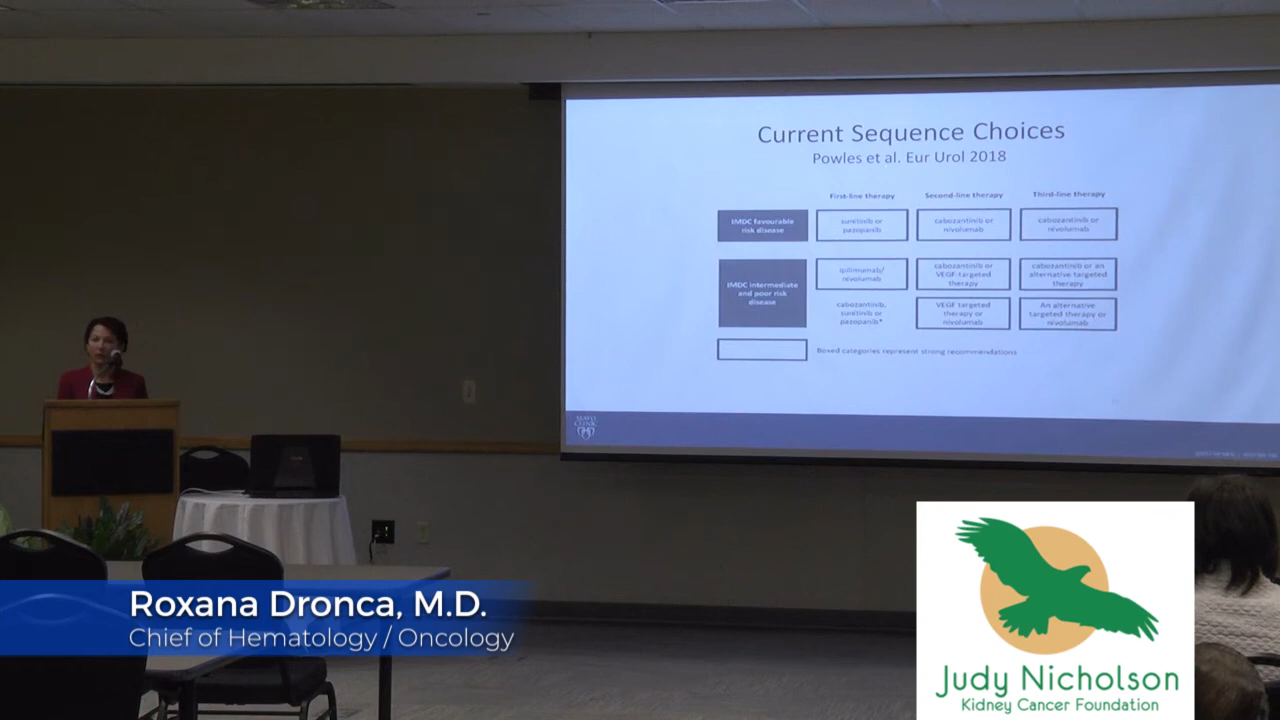 Current Sequence Choices
Powles et al. Eur Urol 2018
First-line therapy
Second-line therapy
Third-line therapy
IMDC favourable
risk disease
sunitinib or
pazopanib
cabozantinib or
nivolumab
cabozantinib or
nivolumab
IMDC intermediate
and poor risk
disease
ipilimumab/
nivolumab
cabozantinib or
VEGF-targeted
therapy
cabozantinib or an
alternative targeted
therapy
cabozantinib,
sunitinib or
pazopanib*
VEGF targeted
therapy or
nivolumab
An alternative
targeted therapy or
nivolumab
Boxed categories represent strong recommendations
MAYO
CLINIC
Roxana Dronca, M.D.
Chief of Hematology / Oncology
Judy Nicholson
Kidney Cancer Foundation